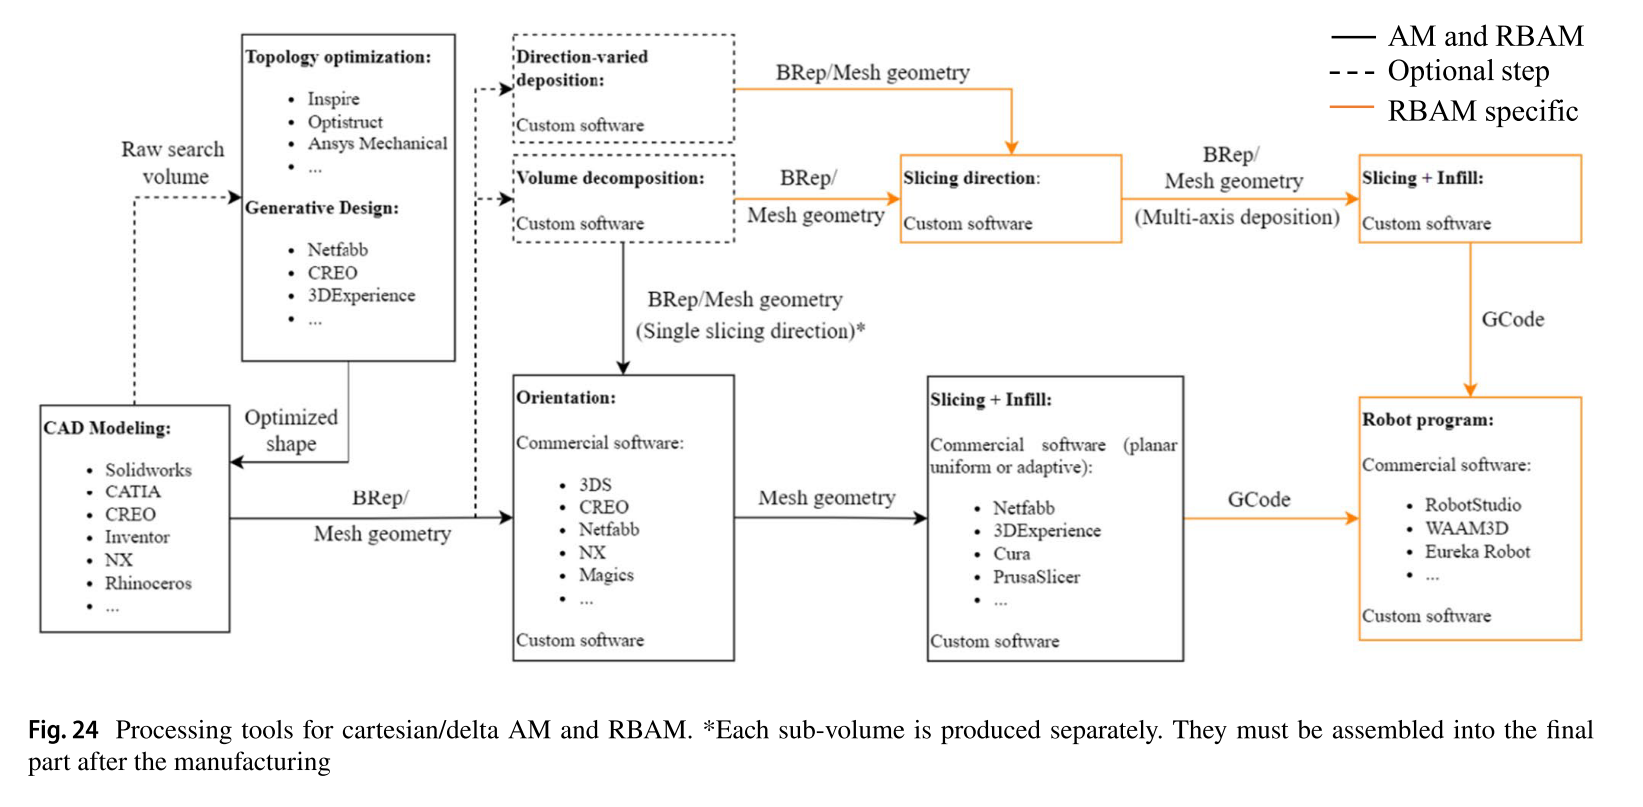 AM and RBAM
Optional step
RBAM specific
Topology optimization:
• Inspire
• Optistruct
• Ansys Mechanical
• ...
Generative Design:
• Netfabb
• CREO
• 3DExperience
• ...
Raw search
volume
Optimized
shape
CAD Modeling:
• Solidworks
• CATIA
• CREO
• Inventor
• NX
• Rhinoceros
• ...
BRep/
Mesh geometry
Direction-varied
deposition:
Custom software
BRep/Mesh geometry
Volume decomposition:
Custom software
BRep/
Mesh geometry
Slicing direction:
Custom software
BRep/
Mesh geometry
(Multi-axis deposition)
Slicing + Infill:
Custom software
GCode
BRep/Mesh geometry
(Single slicing direction)*
Orientation:
Commercial software:
• 3DS
• CREO
• Netfabb
• NX
• Magics
• ...
Custom software
Mesh geometry
Slicing + Infill:
Commercial software (planar
uniform or adaptive):
• Netfabb
• 3DExperience
• Cura
• PrusaSlicer
• ...
Custom software
GCode
Robot program:
Commercial software:
• RobotStudio
• WAAM3D
• Eureka Robot
• ...
Custom software
Fig. 24 Processing tools for cartesian/delta AM and RBAM. *Each sub-volume is produced separately. They must be assembled into the final
part after the manufacturing